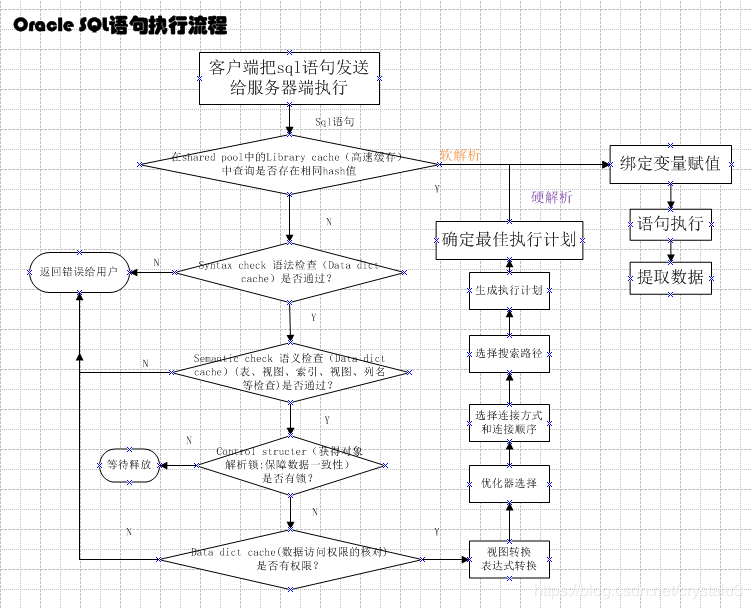 Oracle SQL语句执行流程
客户端把sql语句发送
给服务器端执行
Sql语句
在shared pool中的Library cache（高速缓存）
中查询是否存在相同hash值
软解析
Y
硬解析
绑定变量赋值
语句执行
提取数据
N
确定最佳执行计划
Syntax check 语法检查（Data dict
cache）是否通过？
N
返回错误给用户
生成执行计划
Y
选择搜索路径
Semantic check 语义检查（Data dict
cache）(表、视图、索引、视图、列名
等检查)是否通过？
N
选择连接方式
和连接顺序
Y
Control structer（获得对象
解析锁:保障数据一致性）
是否有锁？
N
等待释放
优化器选择
N
Data dict cache(数据访问权限的核对)
是否有权限？
N
Y
视图转换
表达式转换